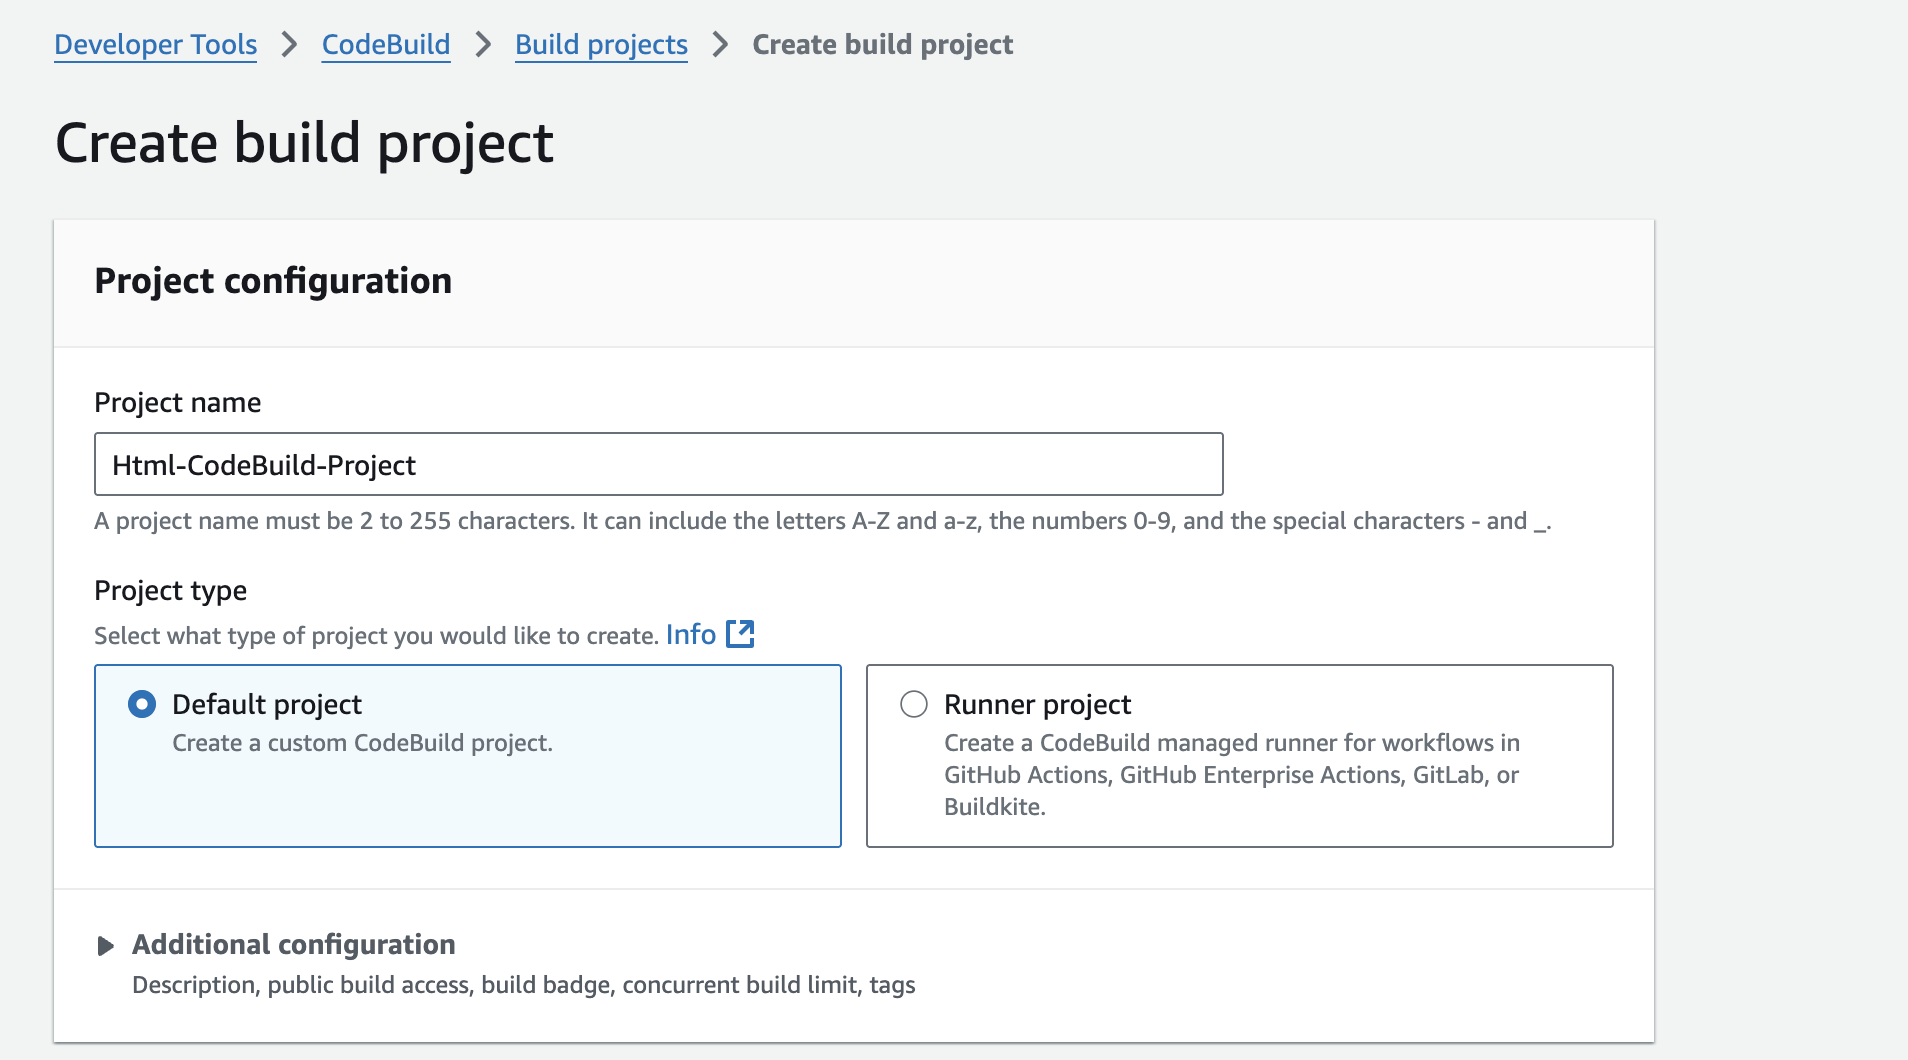 Developer Tools > CodeBuild > Build projects > Create build project
Create build project
Project configuration
Project name
Html-CodeBuild-Project
A project name must be 2 to 255 characters. It can include the letters A-Z and a-z, the numbers 0-9, and the special characters - and _.
Project type
Select what type of project you would like to create. Info
Default project
Create a custom CodeBuild project.
Runner project
Create a CodeBuild managed runner for workflows in
GitHub Actions, GitHub Enterprise Actions, GitLab, or
Buildkite.
Additional configuration
Description, public build access, build badge, concurrent build limit, tags